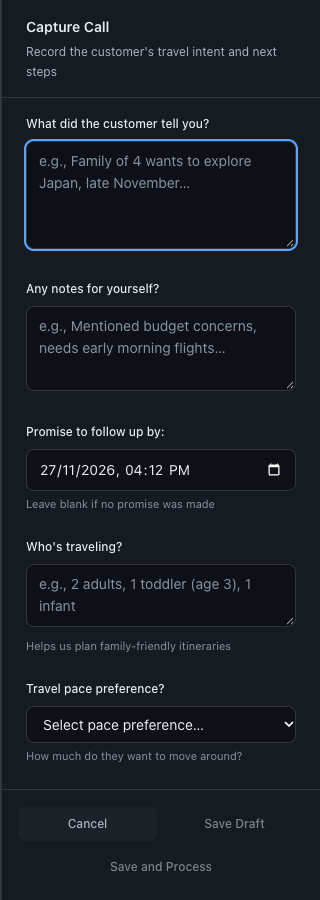 Capture Call
Record the customer's travel intent and next
steps
What did the customer tell you?
e.g., Family of 4 wants to explore
Japan, late November...
Any notes for yourself?
e.g., Mentioned budget concerns,
needs early morning flights...
Promise to follow up by:
27/11/2026, 04:12 PM
Leave blank if no promise was made
Who's traveling?
e.g., 2 adults, 1 toddler (age 3), 1
infant
Helps us plan family-friendly itineraries
Travel pace preference?
Select pace preference...
How much do they want to move around?
Cancel
Save Draft
Save and Process